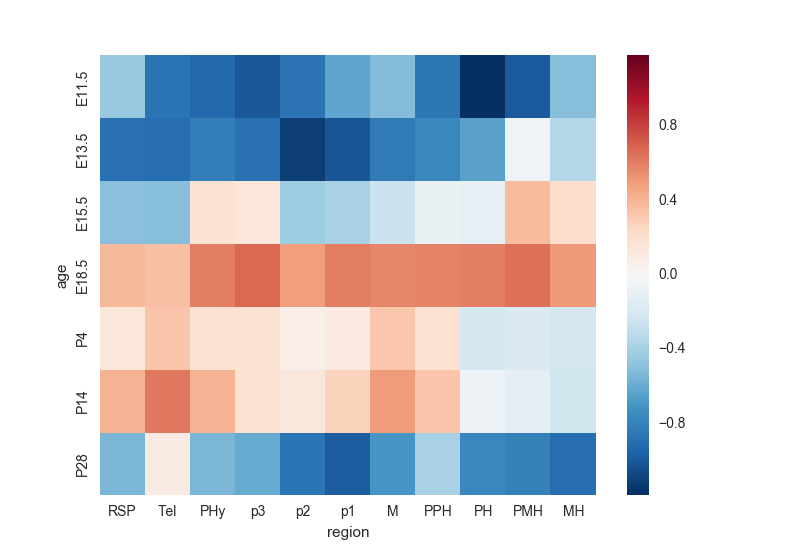 age
E11.5
E13.5
E15.5
E18.5
P4
P14
P28
RSP Tel PHy p3 p2 p1 M PPH PH PMH MH
region
0.8
0.4
0.0
−0.4
−0.8